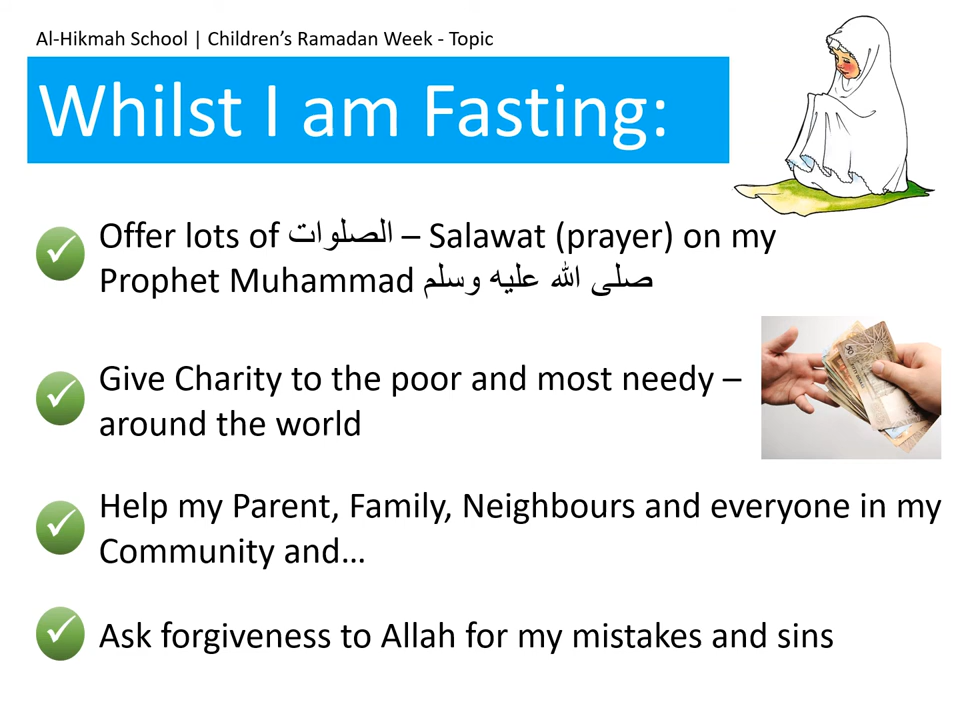 Al-Hikmah School | Children’s Ramadan Week - Topic
Whilst I am Fasting:
Offer lots of الصلوات – Salawat (prayer) on my
Prophet Muhammad صلى الله عليه وسلم
Give Charity to the poor and most needy –
around the world
Help my Parent, Family, Neighbours and everyone in my
Community and…
Ask forgiveness to Allah for my mistakes and sins